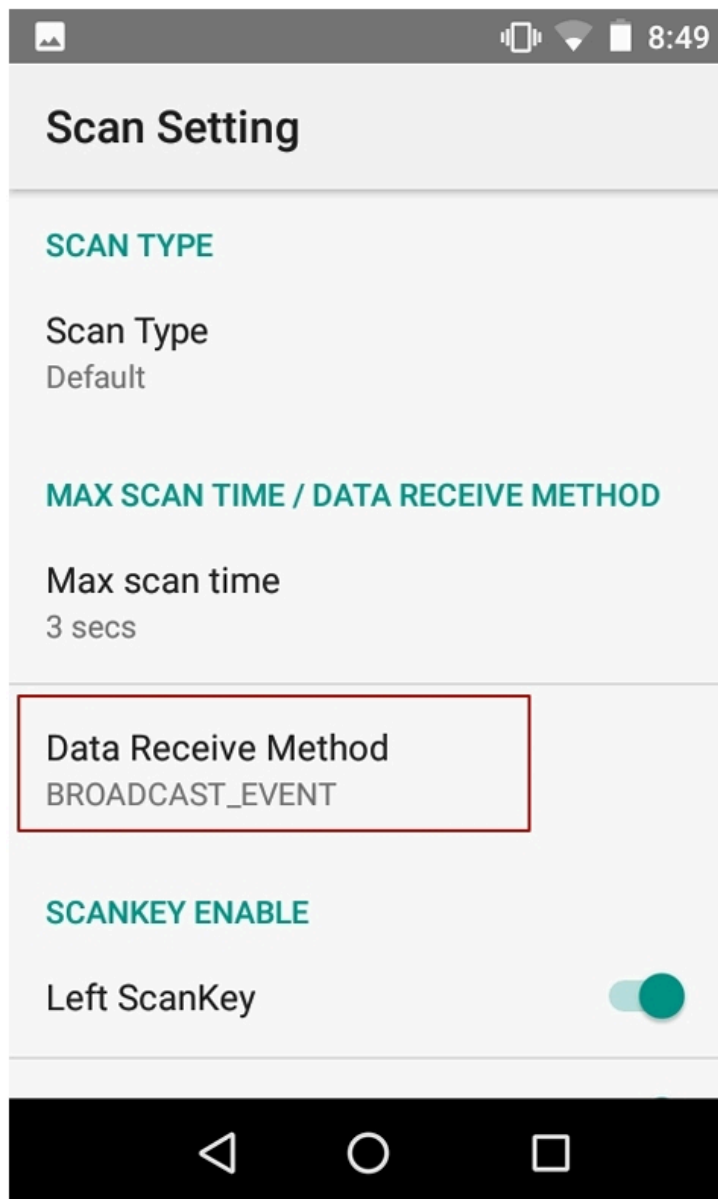 8:49
Scan Setting
SCAN TYPE
Scan Type
Default
MAX SCAN TIME / DATA RECEIVE METHOD
Max scan time
3 secs
Data Receive Method
BROADCAST_EVENT
SCANKEY ENABLE
Left ScanKey